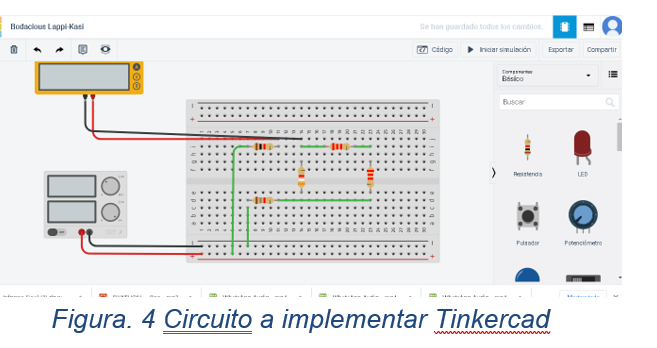 Bodacious Lappi-Kasi
Se han guardado todos los cambios.
Código
Iniciar simulación
Exportar
Compartir
Componentes
Básico
Buscar
Resistencia
LED
Pulsador
Potenciómetro
Figura. 4 Circuito a implementar Tinkercad